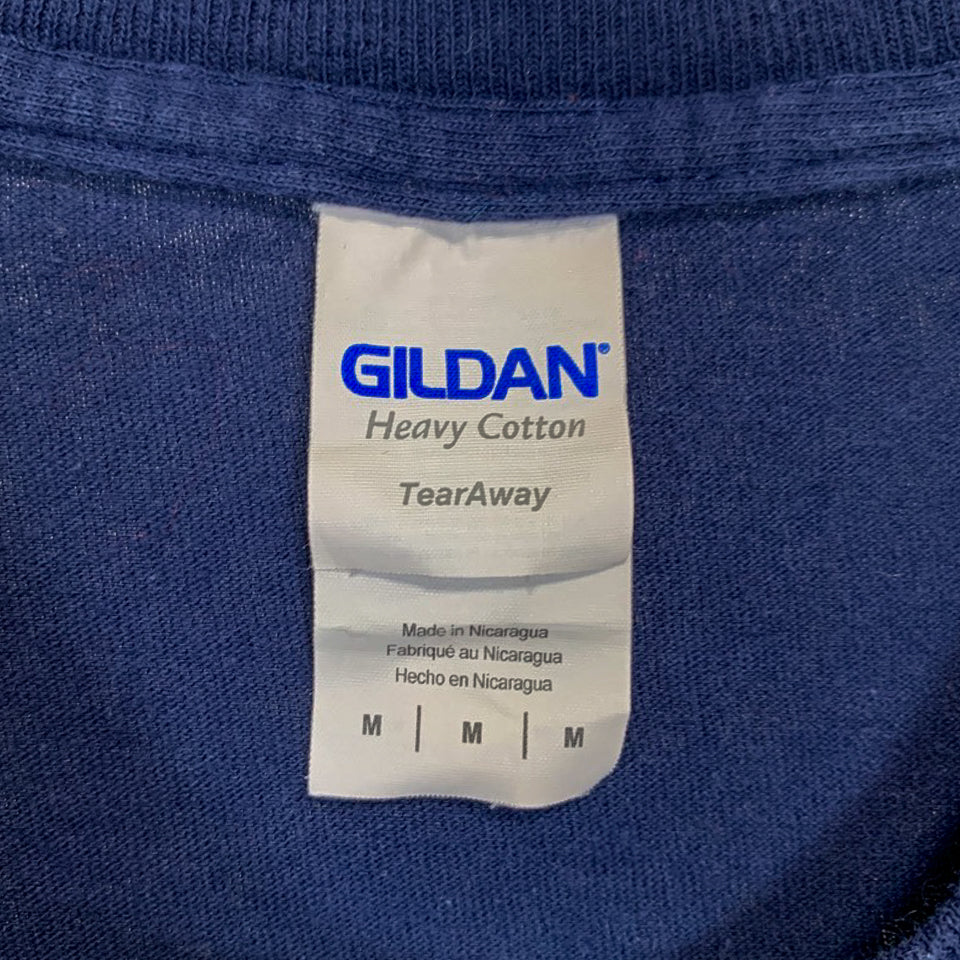 GILDAN®
Heavy Cotton
TearAway
Made in Nicaragua
Fabriqué au Nicaragua
Hecho en Nicaragua
M | M | M